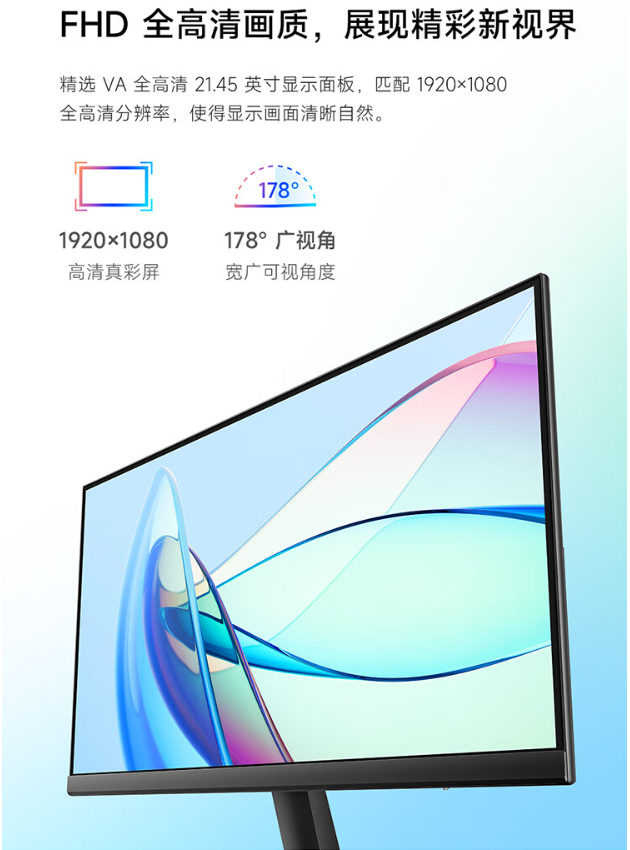 FHD 全高清画质，展现精彩新视界
精选 VA 全高清 21.45 英寸显示面板，匹配 1920×1080
全高清分辨率，使得显示画面清晰自然。
178°
1920×1080
高清真彩屏
178° 广视角
宽广可视角度